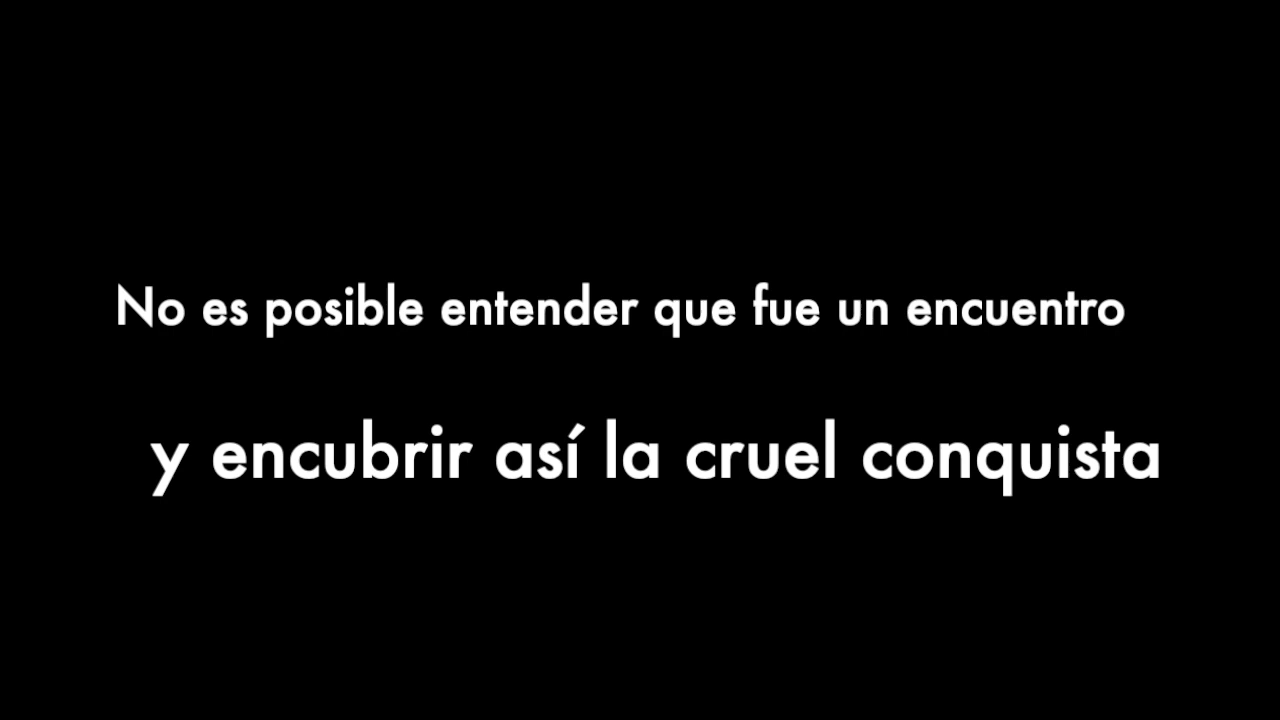 No es posible entender que fue un encuentro
y encubrir así la cruel conquista